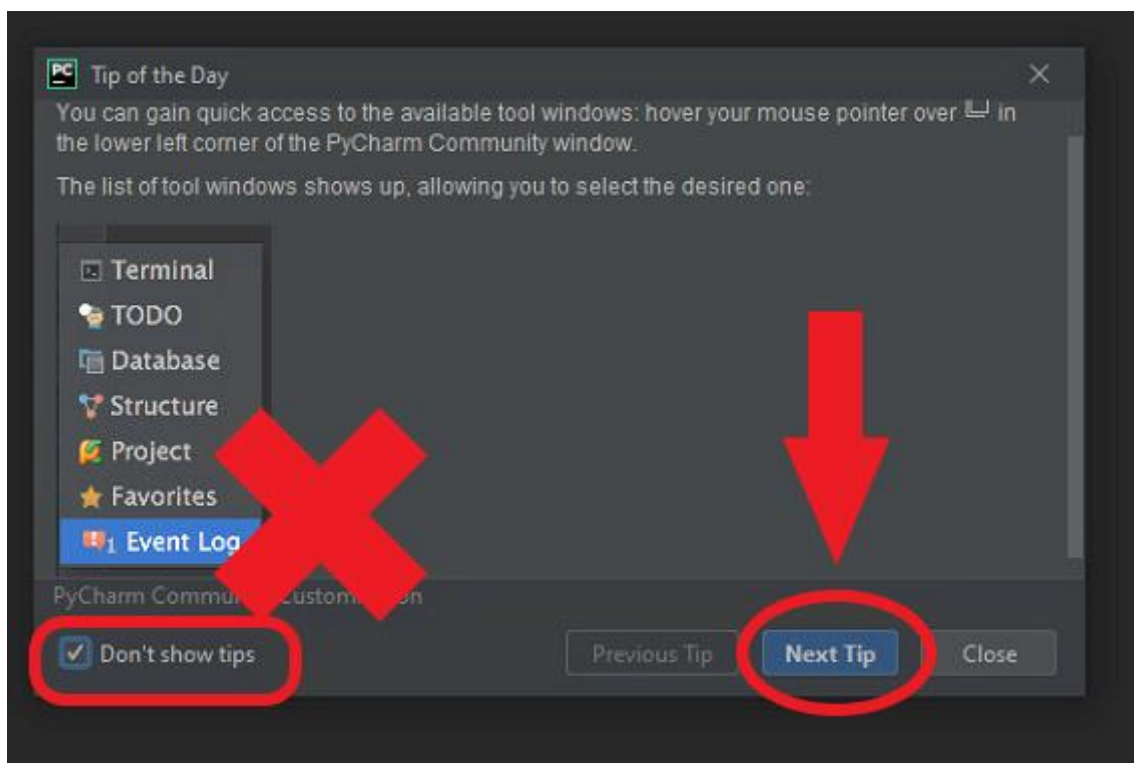 PC Tip of the Day
You can gain quick access to the available tool windows: hover your mouse pointer over in
the lower left corner of the PyCharm Community window.
The list of tool windows shows up, allowing you to select the desired one:
Terminal
TODO
Database
Structure
Project
Favorites
1 Event Log
PyCharm
Don't show tips
Previous Tip
Next Tip
Close